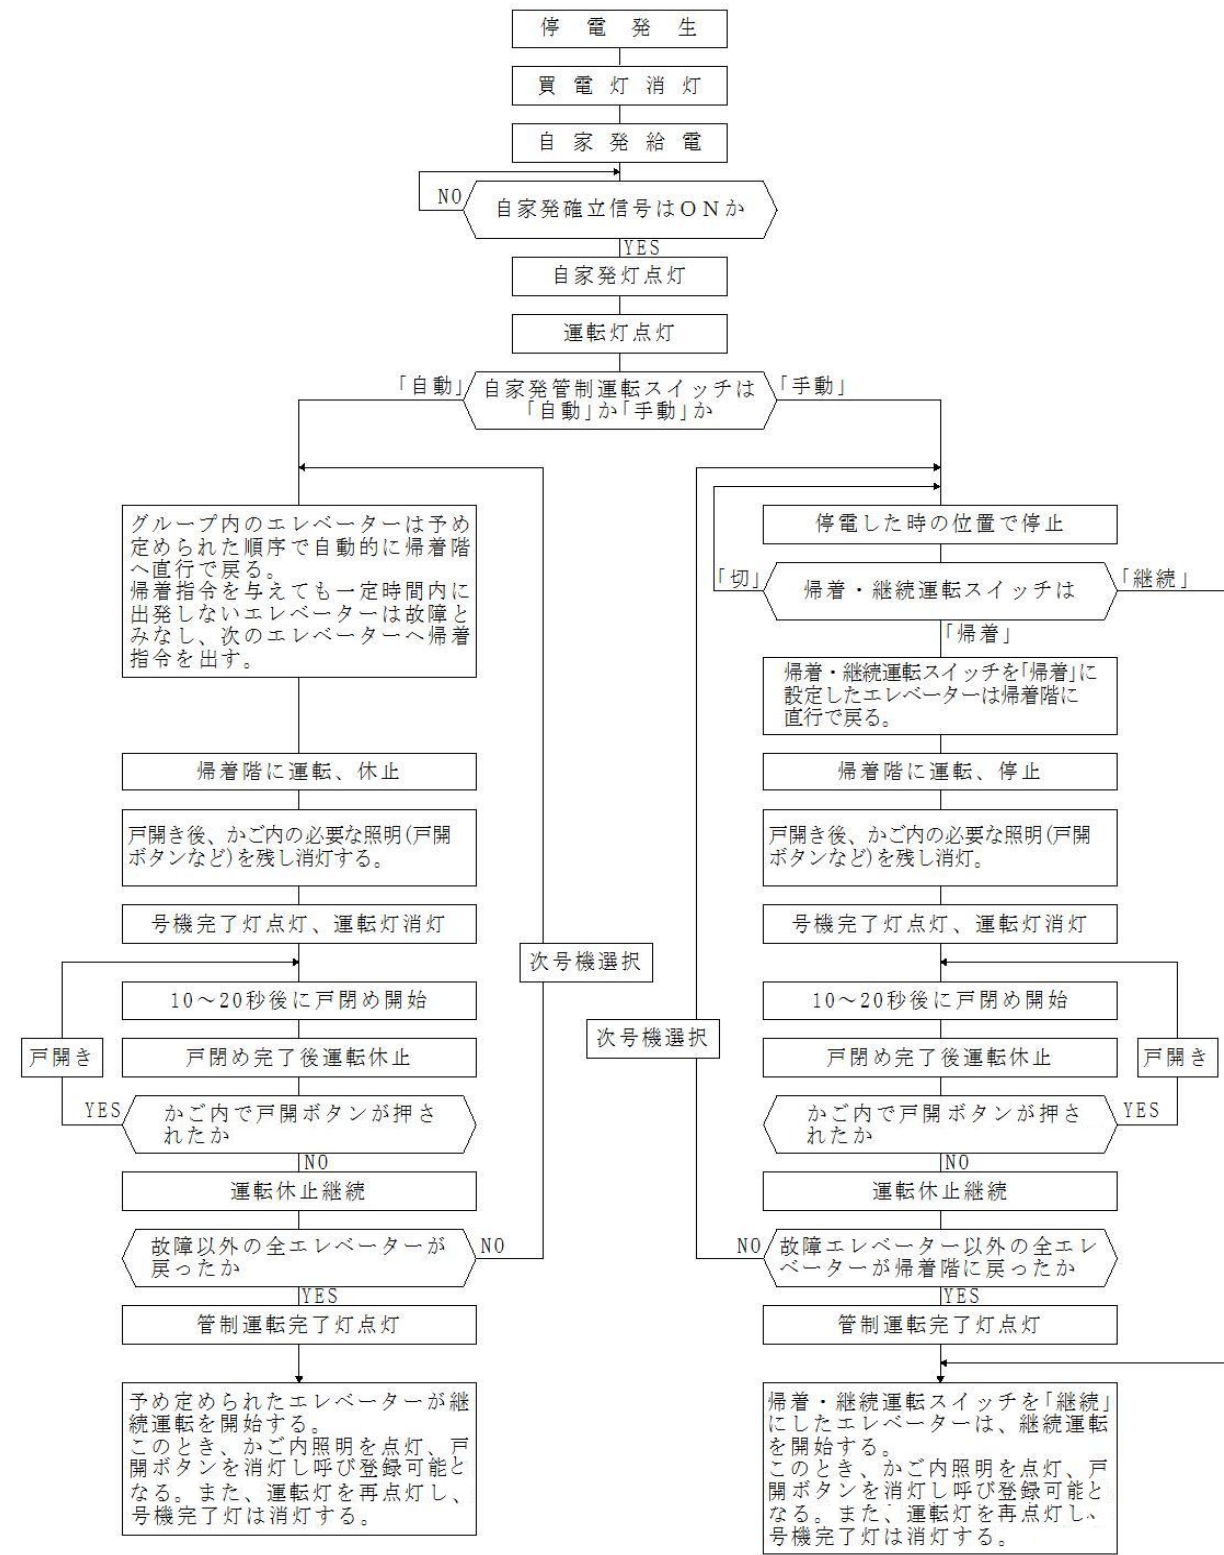 停電発生
買電灯消灯
自家発給電
NO
自家発確立信号はONか
YES
自家発灯点灯
運転灯点灯
「自動」
自家発管制運転スイッチは
「自動」か「手動」か
「手動」
グループ内のエレベーターは予め
定められた順序で自動的に帰着階
へ直行で戻る。
帰着指令を与えても一定時間内に
出発しないエレベーターは故障と
みなし、次のエレベーターへ帰着
指令を出す。
帰着階に運転、休止
戸開き後、かご内の必要な照明(戸開
ボタンなど)を残し消灯する。
号機完了灯点灯、運転灯消灯
次号機選択
10～20秒後に戸閉め開始
戸開き
戸閉め完了後運転休止
YES
かご内で戸開ボタンが押さ
れたか
NO
運転休止継続
故障以外の全エレベーターが
戻ったか
NO
YES
管制運転完了灯点灯
予め定められたエレベーターが継
続運転を開始する。
このとき、かご内照明を点灯、戸
開ボタンを消灯し呼び登録可能と
なる。また、運転灯を再点灯し、
号機完了灯は消灯する。
停電した時の位置で停止
「切」
帰着・継続運転スイッチは
「継続」
「帰着」
帰着・継続運転スイッチを「帰着」に
設定したエレベーターは帰着階に
直行で戻る。
帰着階に運転、停止
戸開き後、かご内の必要な照明(戸開
ボタンなど)を残し消灯。
号機完了灯点灯、運転灯消灯
次号機選択
10～20秒後に戸閉め開始
戸閉め完了後運転休止
戸開き
かご内で戸開ボタンが押さ
れたか
YES
NO
運転休止継続
NO
故障エレベーター以外の全エレ
ベーターが帰着階に戻ったか
YES
管制運転完了灯点灯
帰着・継続運転スイッチを「継続」
にしたエレベーターは、継続運転
を開始する。
このとき、かご内照明を点灯、戸
開ボタンを消灯し呼び登録可能と
なる。また、運転灯を再点灯し、
号機完了灯は消灯する。